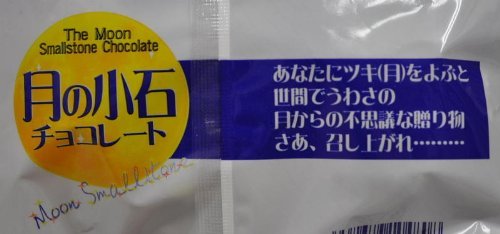 The Moon
Smallstone Chocolate
月の小石
チョコレート
Moon Smallstone
あなたにツキ(月)をよぶと
世間でうわさの
月からの不思議な贈り物
さあ、召し上がれ………